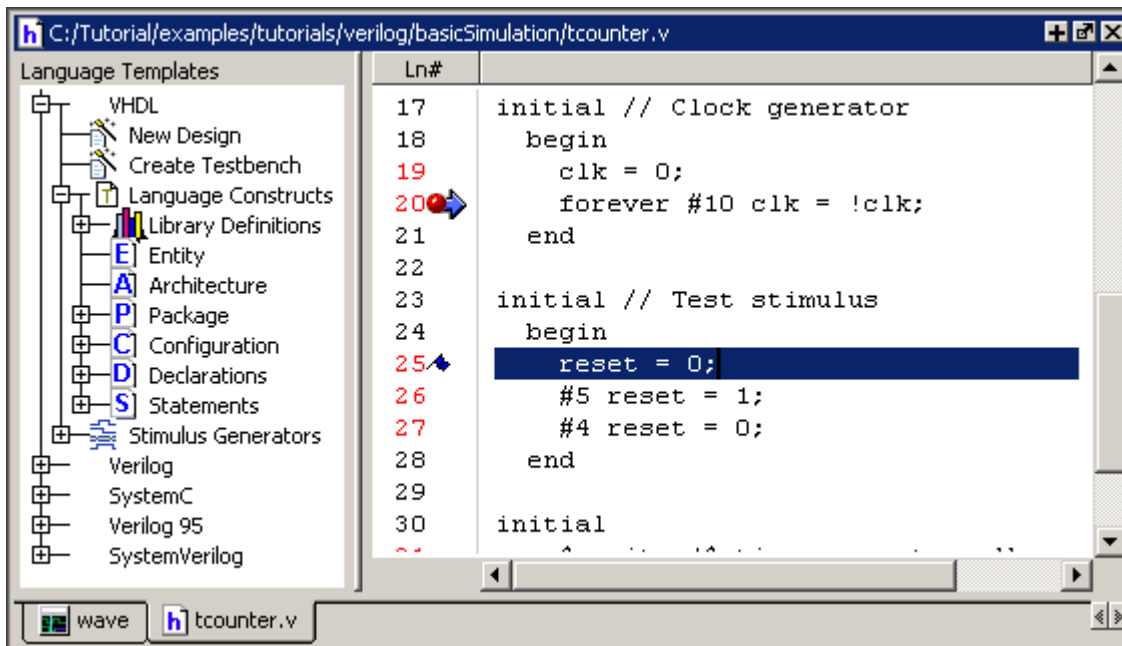 C:/Tutorial/examples/tutorials/verilog/basicSimulation/tcounter.v
Language Templates
VHDL
New Design
Create Testbench
Language Constructs
Library Definitions
Entity
Architecture
Package
Configuration
Declarations
Statements
Stimulus Generators
Verilog
SystemC
Verilog 95
SystemVerilog
Ln#
17 initial // Clock generator
18 begin
19 clk = 0;
20 forever #10 clk = !clk;
21 end
22
23 initial // Test stimulus
24 begin
25 reset = 0;
26 #5 reset = 1;
27 #4 reset = 0;
28 end
29
30 initial
wave
tcounter.v